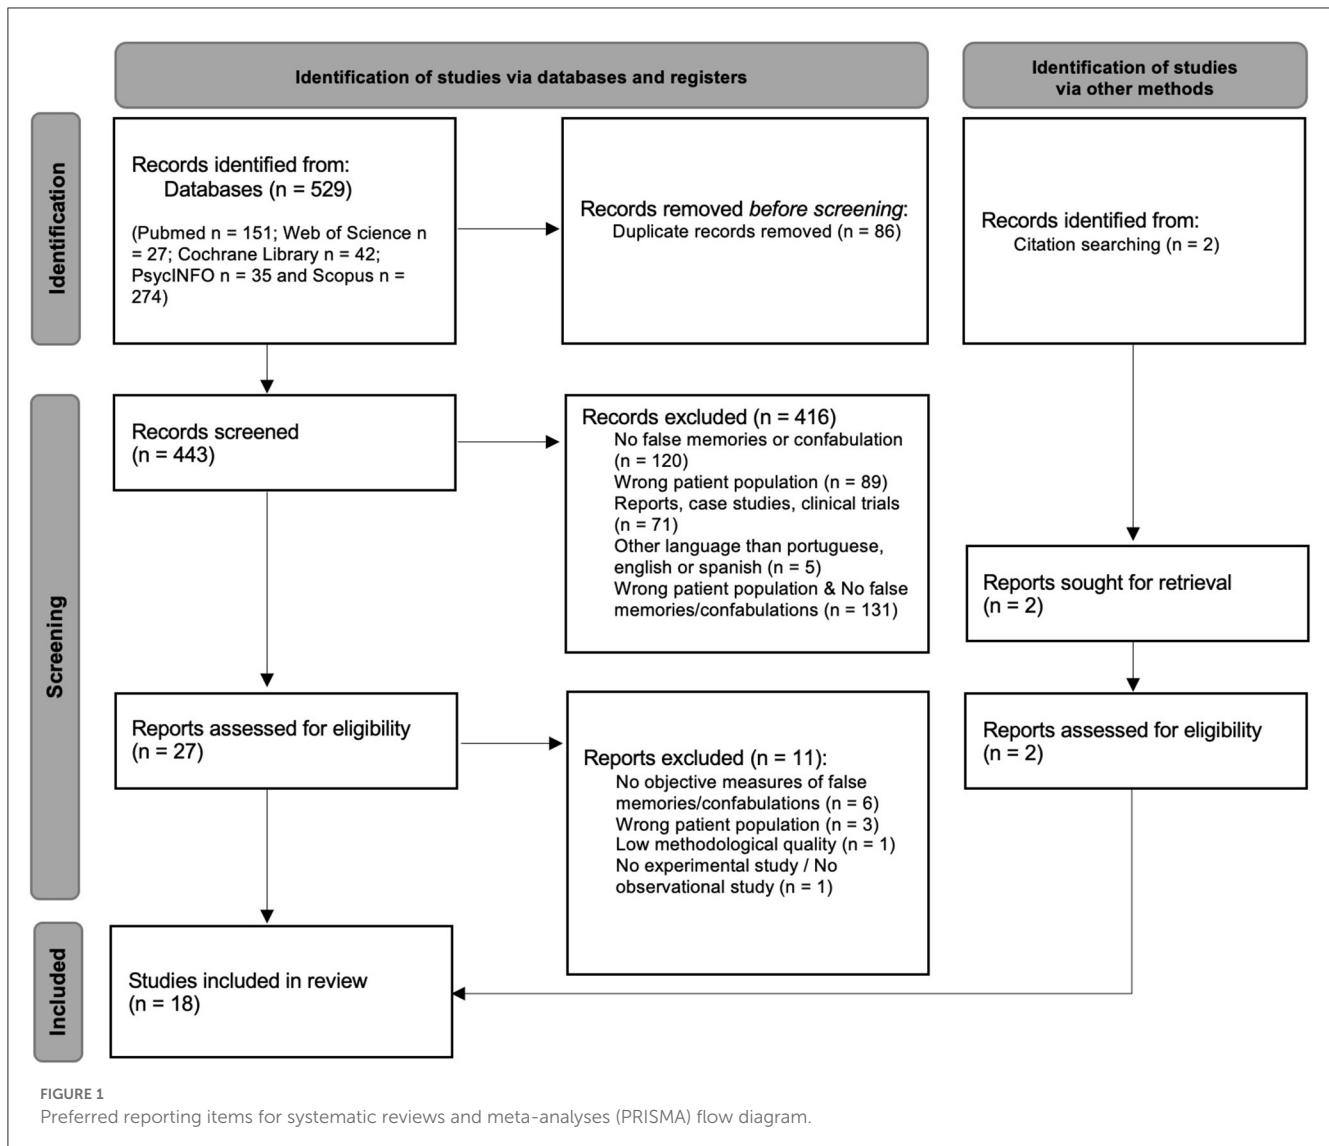 Identification of studies via databases and registers
Identification of studies
via other methods
Identification
Records identified from:
Databases (n = 529)
(Pubmed n = 151; Web of Science n
= 27; Cochrane Library n = 42;
PsycINFO n = 35 and Scopus n =
274)
Records removed before screening:
Duplicate records removed (n = 86)
Records identified from:
Citation searching (n = 2)
Screening
Records screened
(n = 443)
Records excluded (n = 416)
No false memories or confabulation
(n = 120)
Wrong patient population (n = 89)
Reports, case studies, clinical trials
(n = 71)
Other language than portuguese,
english or spanish (n = 5)
Wrong patient population & No false
memories/confabulations (n = 131)
Reports sought for retrieval
(n = 2)
Reports assessed for eligibility
(n = 27)
Reports excluded (n = 11):
No objective measures of false
memories/confabulations (n = 6)
Wrong patient population (n = 3)
Low methodological quality (n = 1)
No experimental study / No
observational study (n = 1)
Reports assessed for eligibility
(n = 2)
Included
Studies included in review
(n = 18)
FIGURE 1
Preferred reporting items for systematic reviews and meta-analyses (PRISMA) flow diagram.